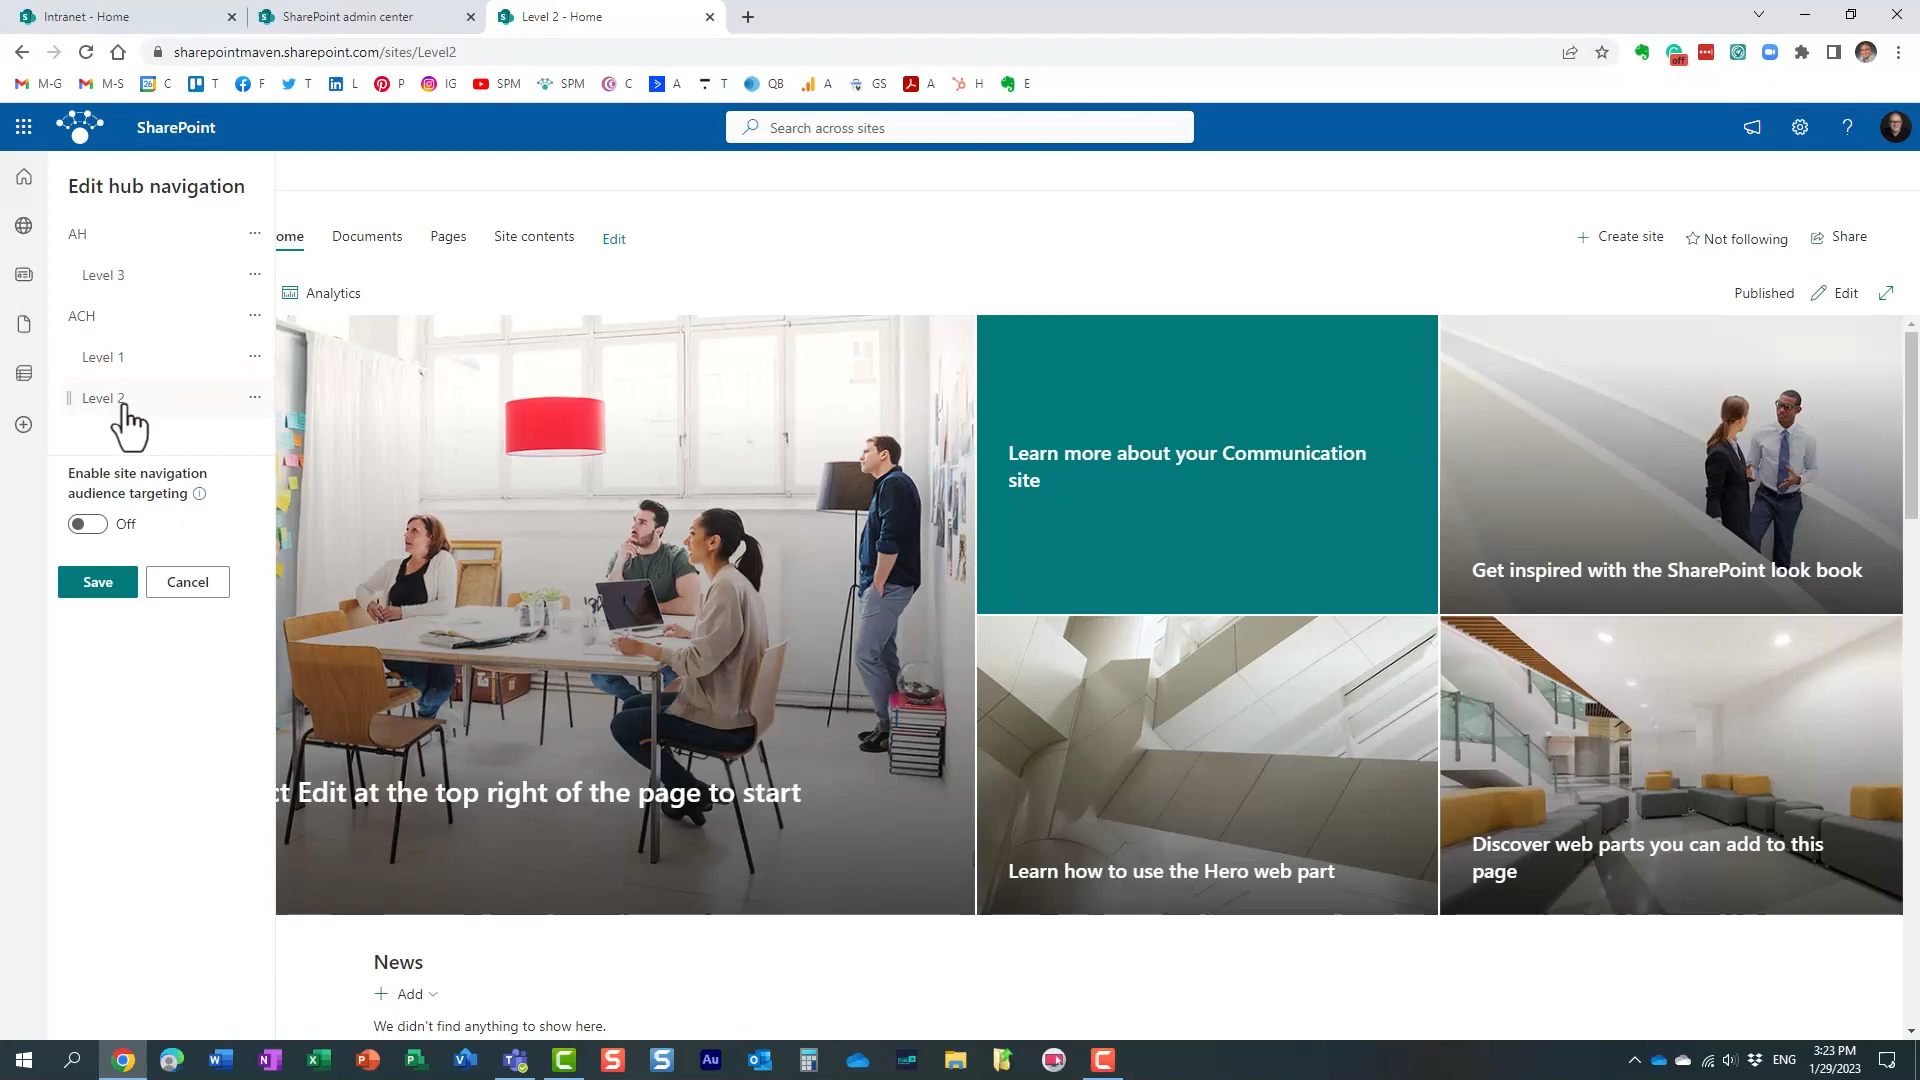 Intranet - Home
SharePoint admin center
Level 2 - Home
sharepointmaven.sharepoint.com/sites/Level2
off
M-G
M-S
26
C
T
F
T
L
P
IG
SPM
SPM
C
A
T
QB
A
GS
A
H
E
SharePoint
Search across sites
Edit hub navigation
AH
Level 3
ACH
Level 1
Level 2
Enable site navigation
audience targeting
Off
Save
Cancel
ome
Documents
Pages
Site contents
Edit
Create site
Not following
Share
Analytics
Published
Edit
ct Edit at the top right of the page to start
Learn more about your Communication
site
Get inspired with the SharePoint look book
Learn how to use the Hero web part
Discover web parts you can add to this
page
News
Add
We didn't find anything to show here.
ENG
3:23 PM
1/29/2023